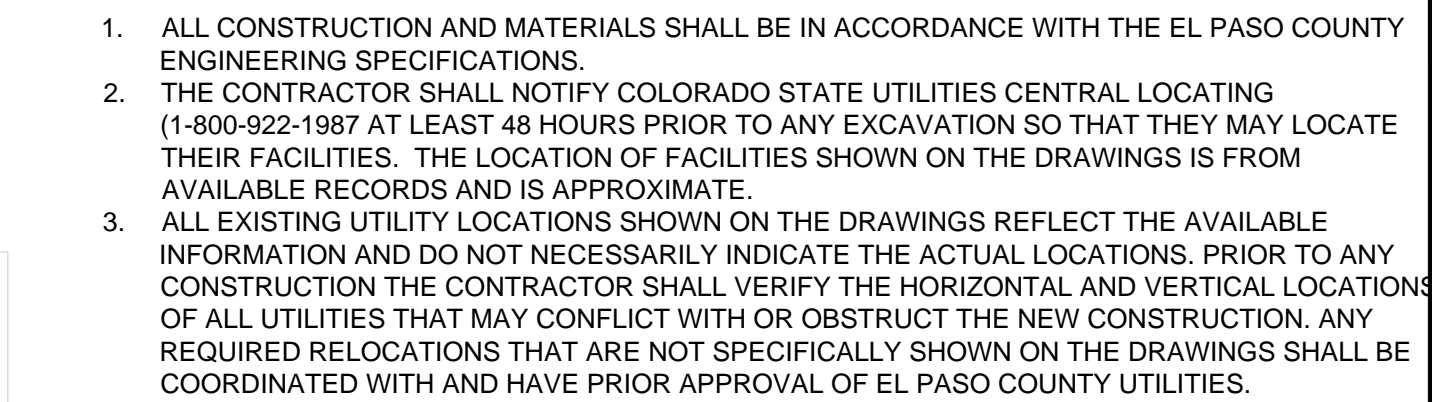 1. ALL CONSTRUCTION AND MATERIALS SHALL BE IN ACCORDANCE WITH THE EL PASO COUNTY
ENGINEERING SPECIFICATIONS.
2. THE CONTRACTOR SHALL NOTIFY COLORADO STATE UTILITIES CENTRAL LOCATING
(1-800-922-1987 AT LEAST 48 HOURS PRIOR TO ANY EXCAVATION SO THAT THEY MAY LOCATE
THEIR FACILITIES. THE LOCATION OF FACILITIES SHOWN ON THE DRAWINGS IS FROM
AVAILABLE RECORDS AND IS APPROXIMATE.
3. ALL EXISTING UTILITY LOCATIONS SHOWN ON THE DRAWINGS REFLECT THE AVAILABLE
INFORMATION AND DO NOT NECESSARILY INDICATE THE ACTUAL LOCATIONS. PRIOR TO ANY
CONSTRUCTION THE CONTRACTOR SHALL VERIFY THE HORIZONTAL AND VERTICAL LOCATIONS
OF ALL UTILITIES THAT MAY CONFLICT WITH OR OBSTRUCT THE NEW CONSTRUCTION. ANY
REQUIRED RELOCATIONS THAT ARE NOT SPECIFICALLY SHOWN ON THE DRAWINGS SHALL BE
COORDINATED WITH AND HAVE PRIOR APPROVAL OF EL PASO COUNTY UTILITIES.